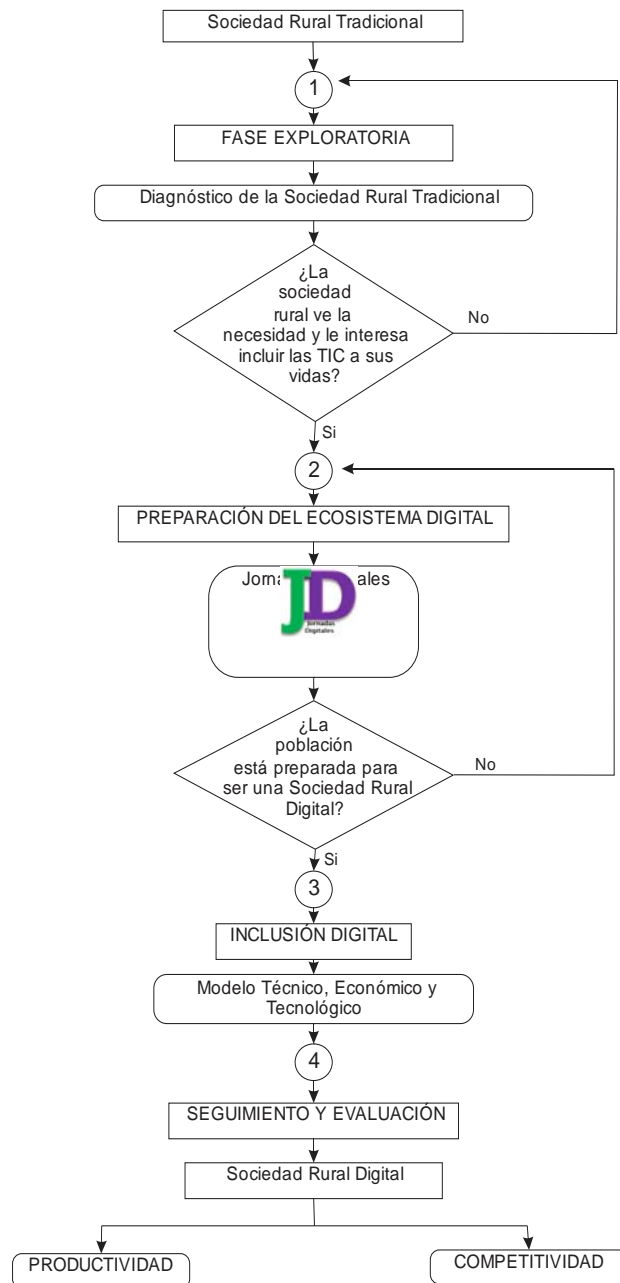 Sociedad Rural Tradicional
1
FASE EXPLORATORIA
Diagnóstico de la Sociedad Rural Tradicional
¿La
sociedad
rural ve la
necesidad y le interesa
incluir las TIC a sus
vidas?
No
Si
2
PREPARACIÓN DEL ECOSISTEMA DIGITAL
Jorna ales
JD
Jornadas
Digitales
¿La
población
está preparada para
ser una Sociedad Rural
Digital?
No
Si
3
INCLUSIÓN DIGITAL
Modelo Técnico, Económico y
Tecnológico
4
SEGUIMIENTO Y EVALUACIÓN
Sociedad Rural Digital
PRODUCTIVIDAD
COMPETITIVIDAD